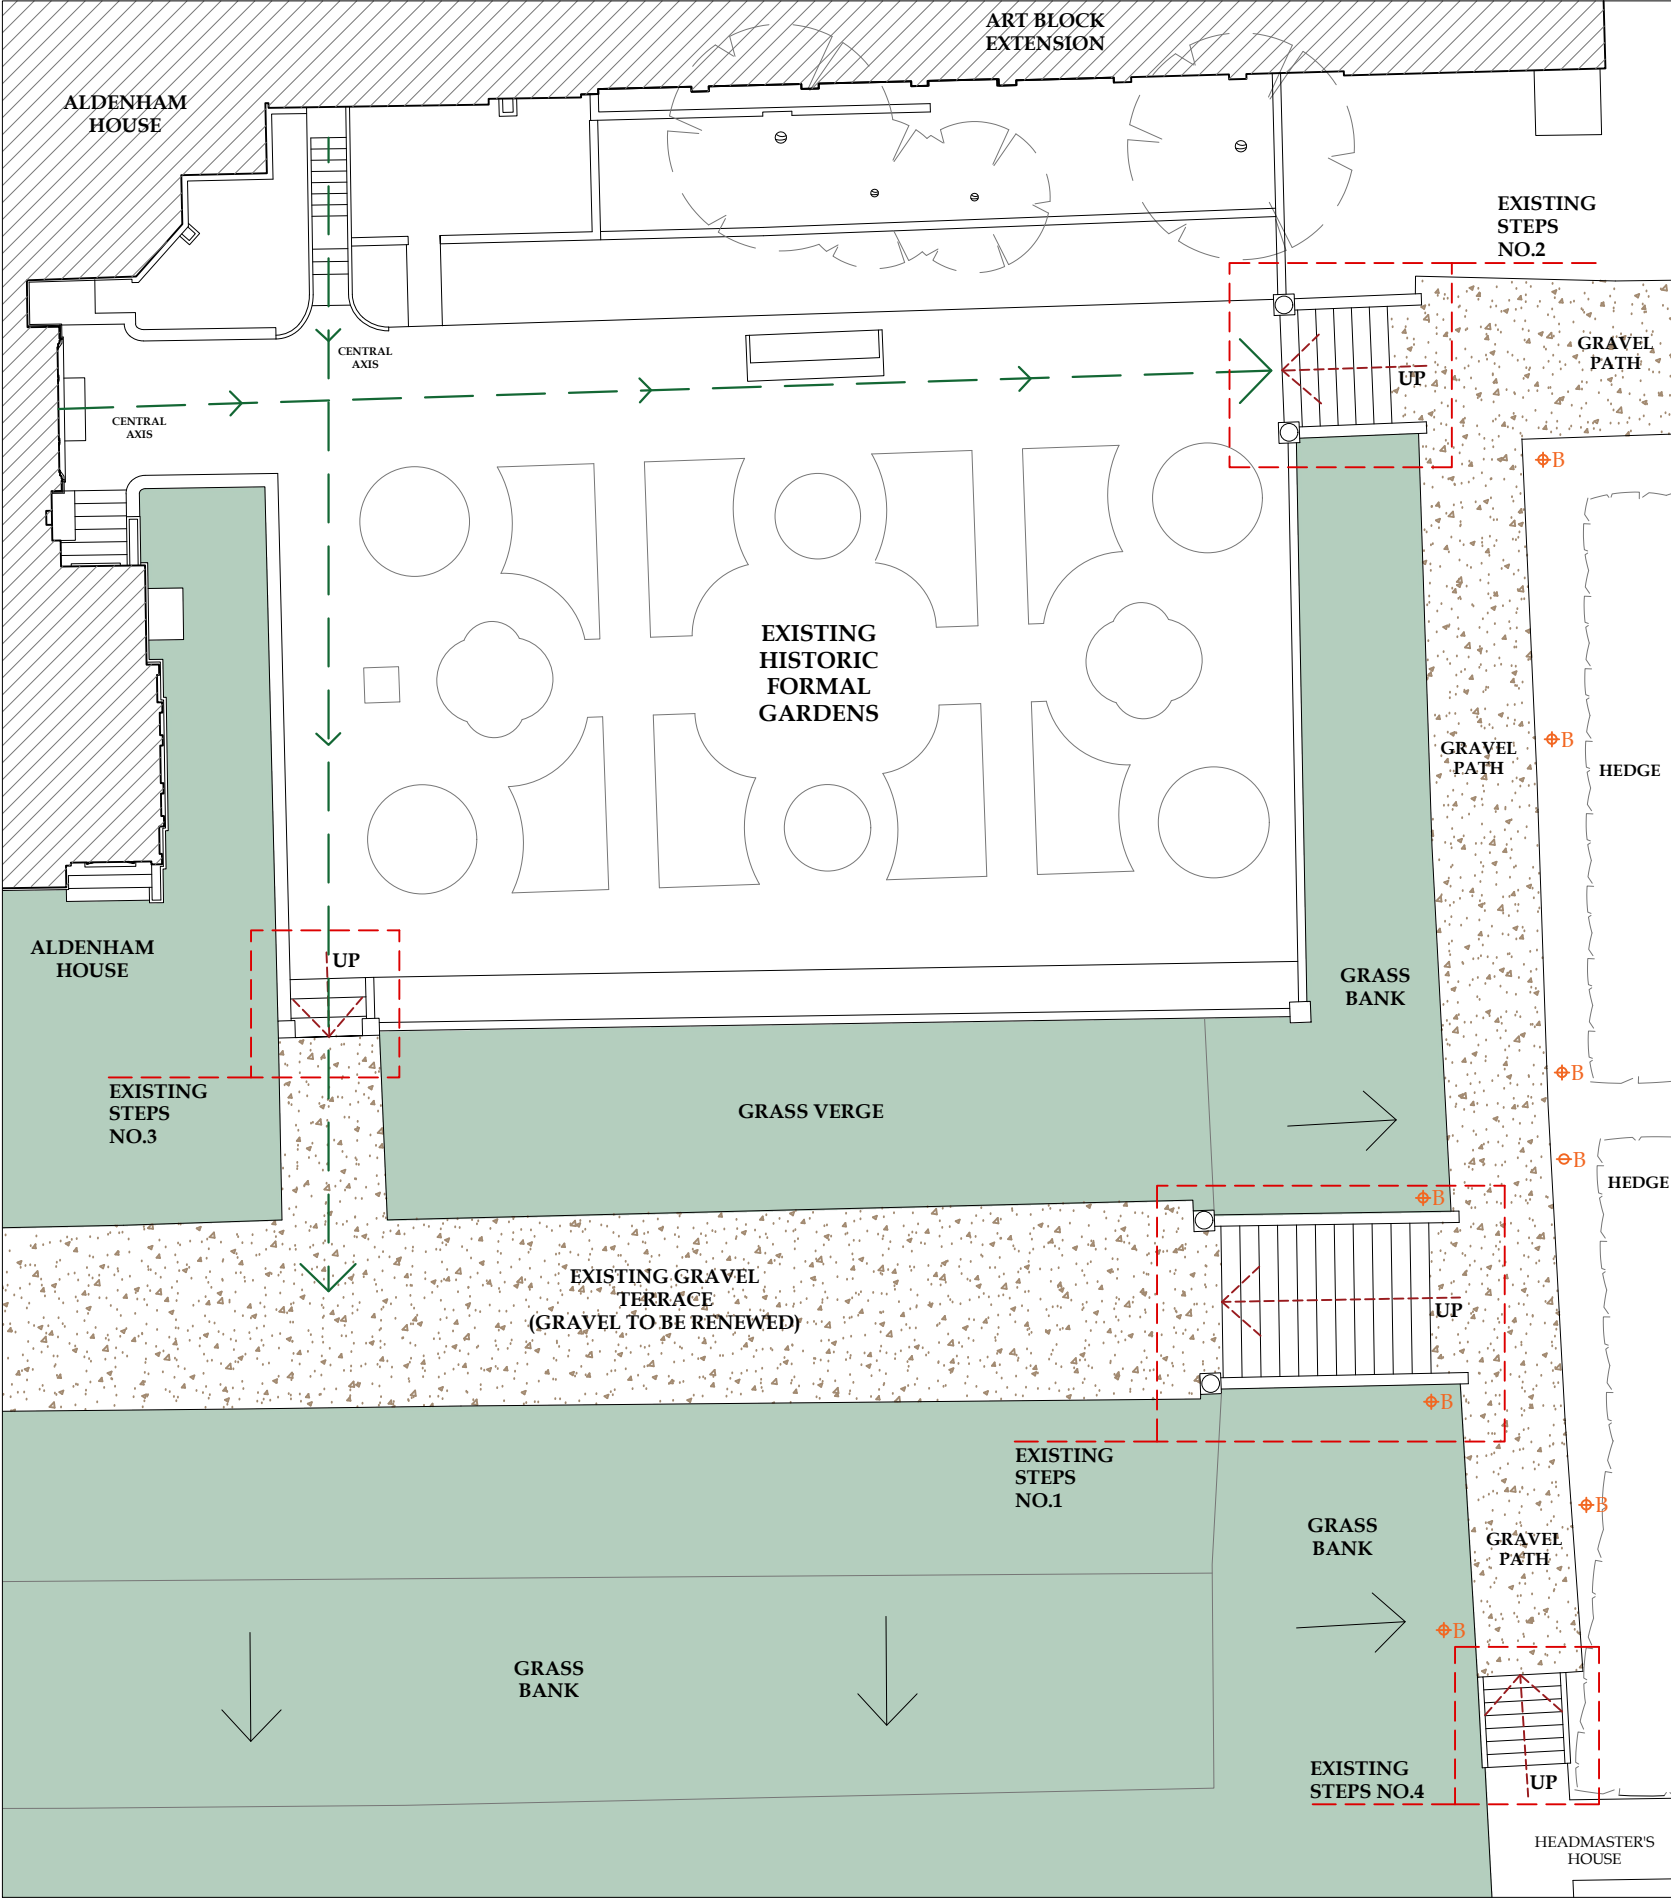 ART BLOCK
EXTENSION
ALDENHAM
HOUSE
EXISTING
STEPS
NO.2
GRAVEL
PATH
CENTRAL
AXIS
UP
CENTRAL
AXIS
B
EXISTING
HISTORIC
FORMAL
GARDENS
B
GRAVEL
PATH
HEDGE
ALDENHAM
HOUSE
UP
GRASS
BANK
B
EXISTING
STEPS
NO.3
GRASS VERGE
B
HEDGE
B
EXISTING GRAVEL
TERRACE
(GRAVEL TO BE RENEWED)
UP
B
EXISTING
STEPS
NO.1
B
GRASS
BANK
GRAVEL
PATH
B
GRASS
BANK
EXISTING
STEPS NO.4
UP
HEADMASTER'S
HOUSE